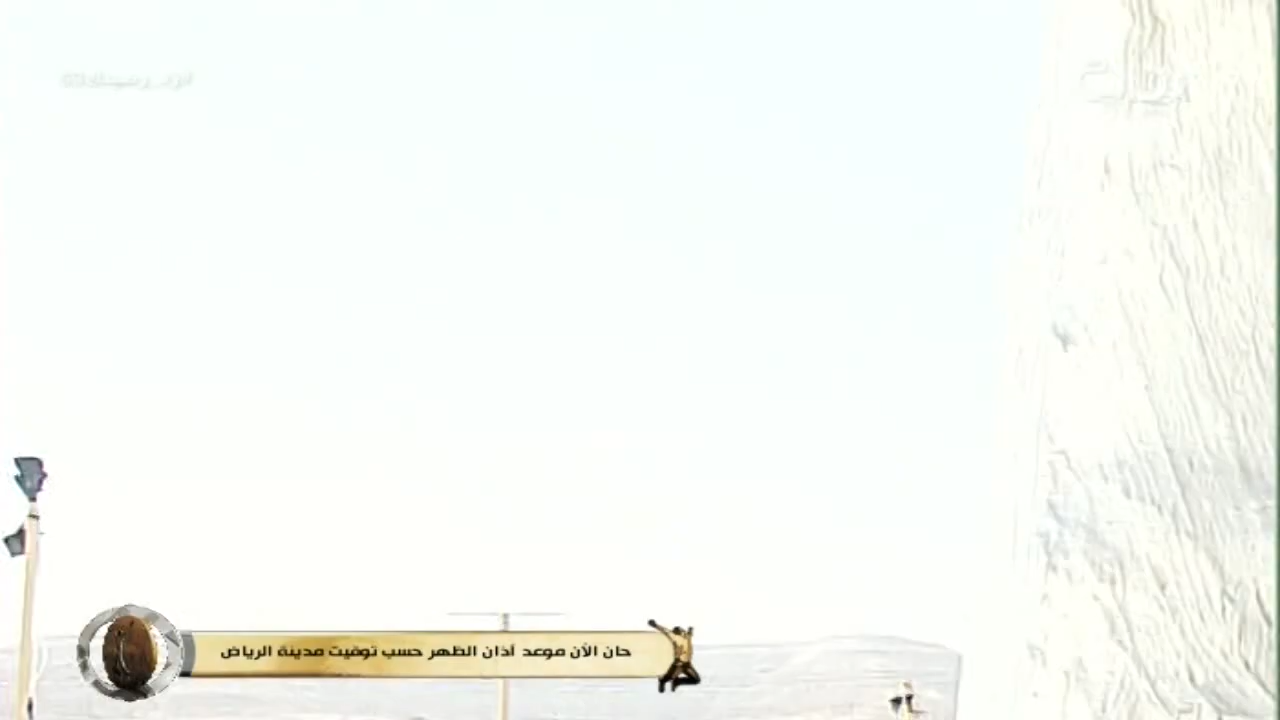 حان الآن موعد أذان الظهر حسب توقيت مدينة الرياض